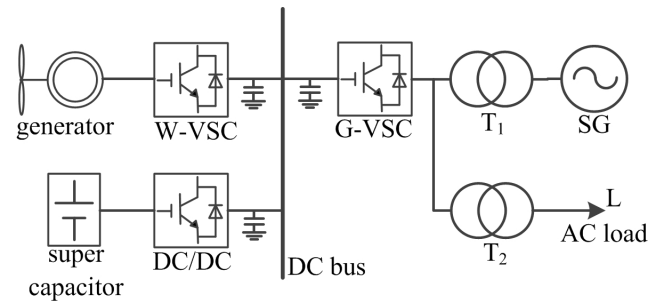 generator
W-VSC
G-VSC
T1
SG
super
capacitor
DC/DC
DC bus
T2
L
AC load